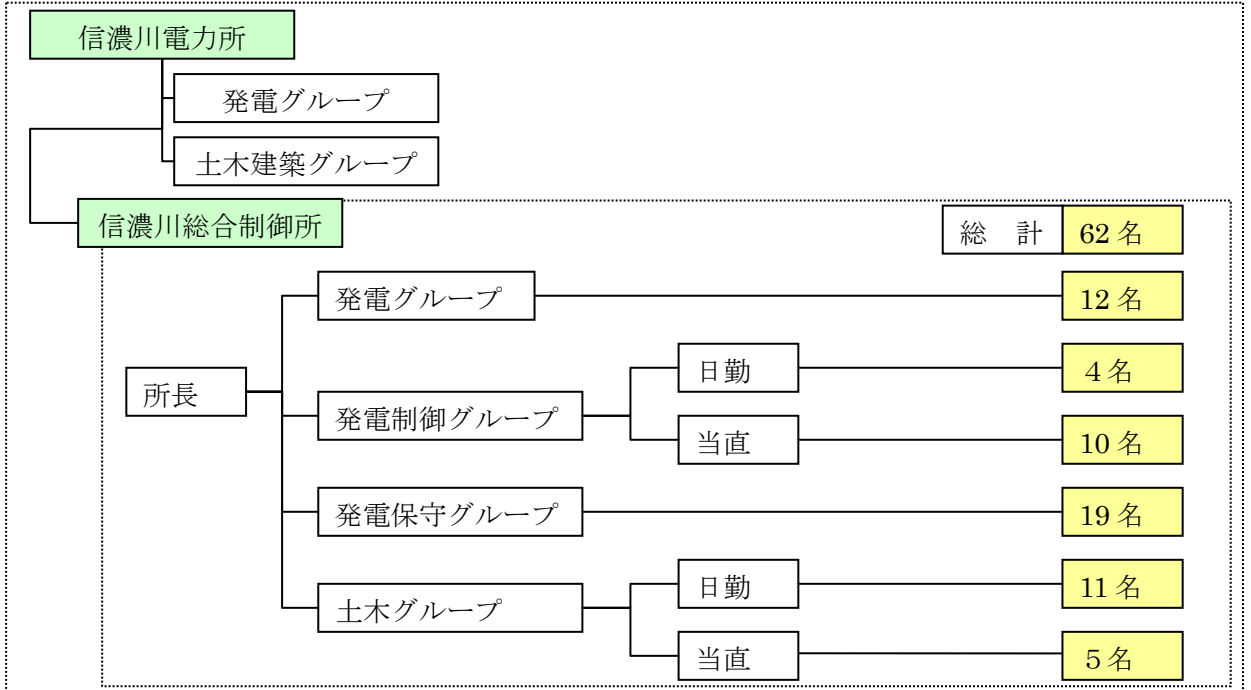 信濃川電力所
発電グループ
土木建築グループ
信濃川総合制御所
総　計 62 名
発電グループ 12 名
所長
発電制御グループ
日勤 ４名
当直 10 名
発電保守グループ 19 名
土木グループ
日勤 11 名
当直 ５名